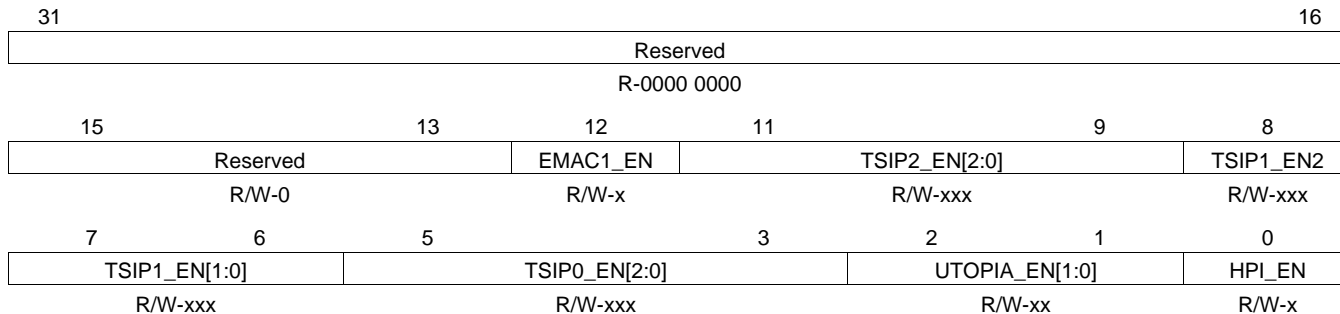 31 16
Reserved
R-0000 0000
15 13 12 11 9 8
Reserved EMAC1_EN TSIP2_EN[2:0] TSIP1_EN2
R/W-0 R/W-x R/W-xxx R/W-xxx
7 6 5 3 2 1 0
TSIP1_EN[1:0] TSIP0_EN[2:0] UTOPIA_EN[1:0] HPI_EN
R/W-xxx R/W-xxx R/W-xx R/W-x